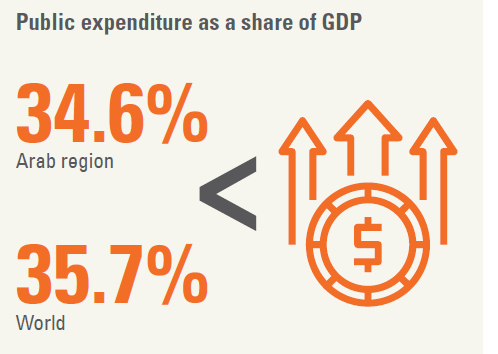 Public expenditure as a share of GDP
34.6%
Arab region
<
35.7%
World
$